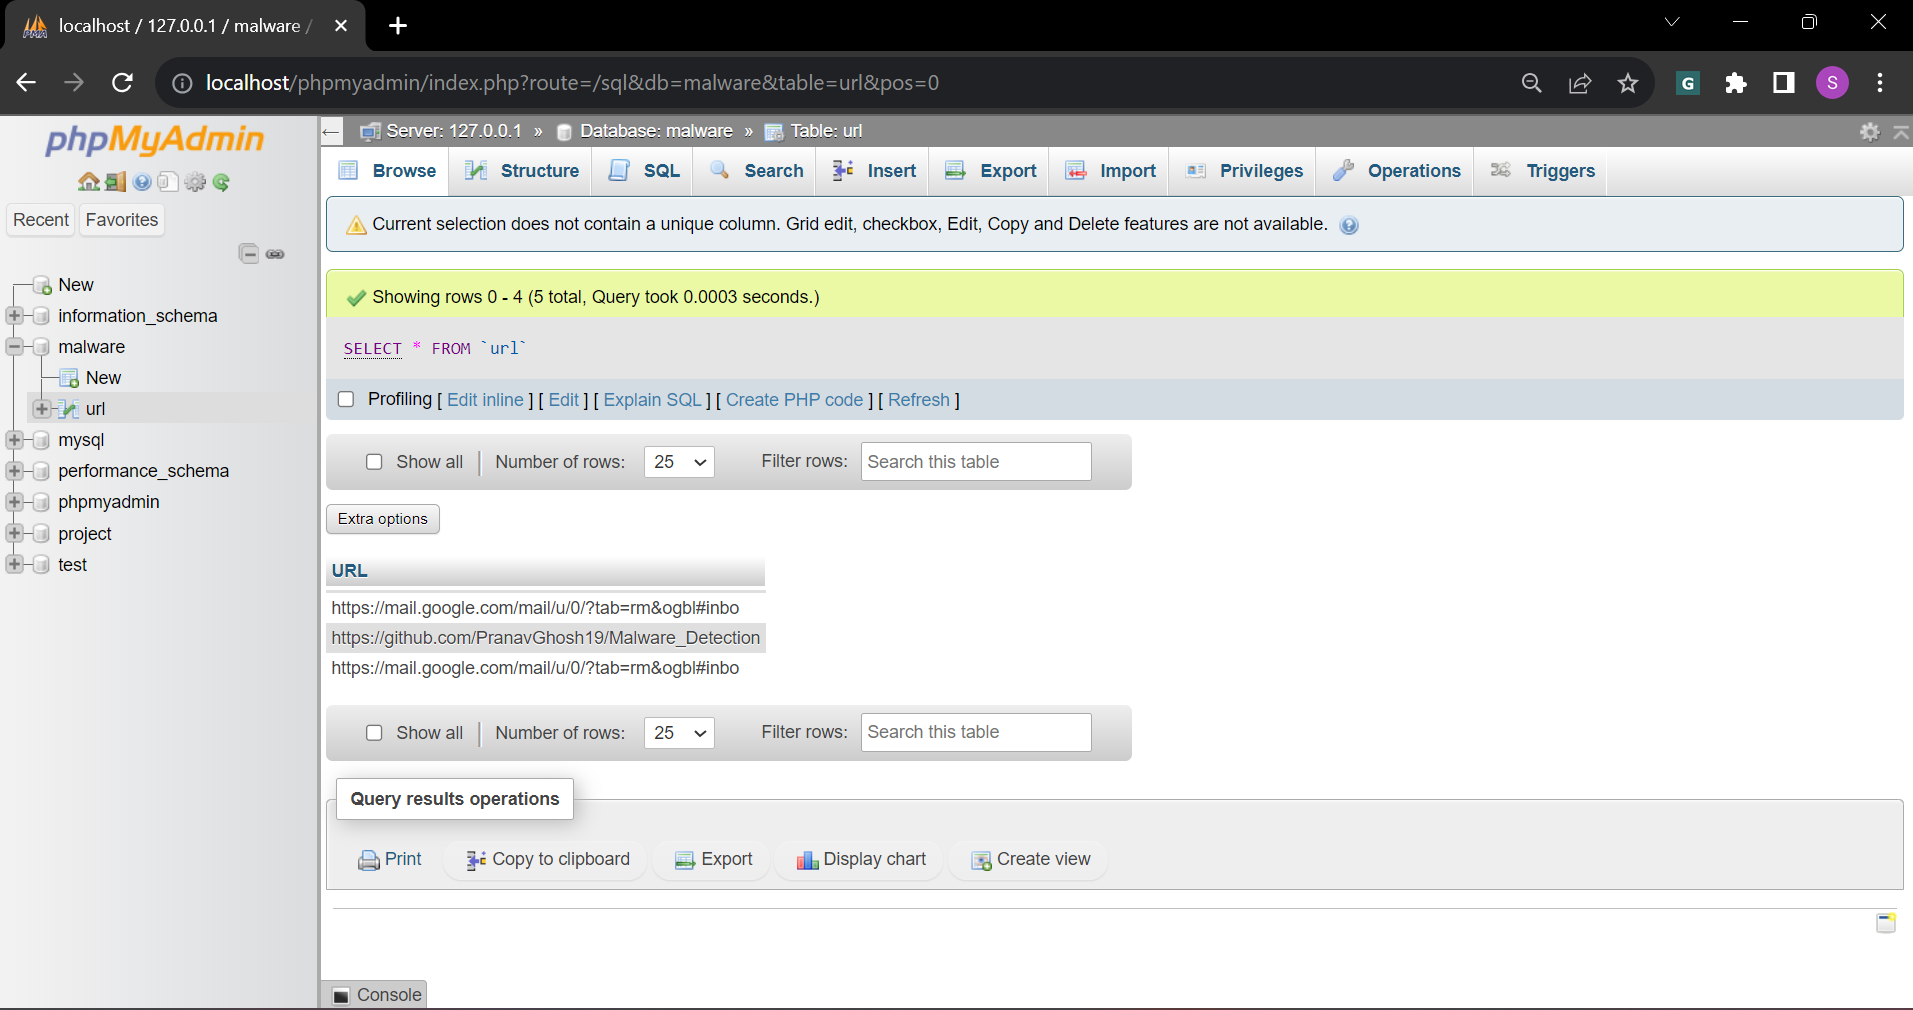 localhost / 127.0.0.1 / malware /
localhost/phpmyadmin/index.php?route=/sql&db=malware&table=url&pos=0
G
S
phpMyAdmin
Recent
Favorites
New
information_schema
malware
New
url
mysql
performance_schema
phpmyadmin
project
test
Server: 127.0.0.1 » Database: malware » Table: url
Browse Structure SQL Search Insert Export Import Privileges Operations Triggers
Current selection does not contain a unique column. Grid edit, checkbox, Edit, Copy and Delete features are not available.
Showing rows 0 - 4 (5 total, Query took 0.0003 seconds.)
SELECT * FROM `url`
Profiling [ Edit inline ] [ Edit ] [ Explain SQL ] [ Create PHP code ] [ Refresh ]
Show all | Number of rows: 25 Filter rows: Search this table
Extra options
URL
https://mail.google.com/mail/u/0/?tab=rm&ogbl#inbo
https://github.com/PranavGhosh19/Malware_Detection
https://mail.google.com/mail/u/0/?tab=rm&ogbl#inbo
Show all | Number of rows: 25 Filter rows: Search this table
Query results operations
Print Copy to clipboard Export Display chart Create view
Console